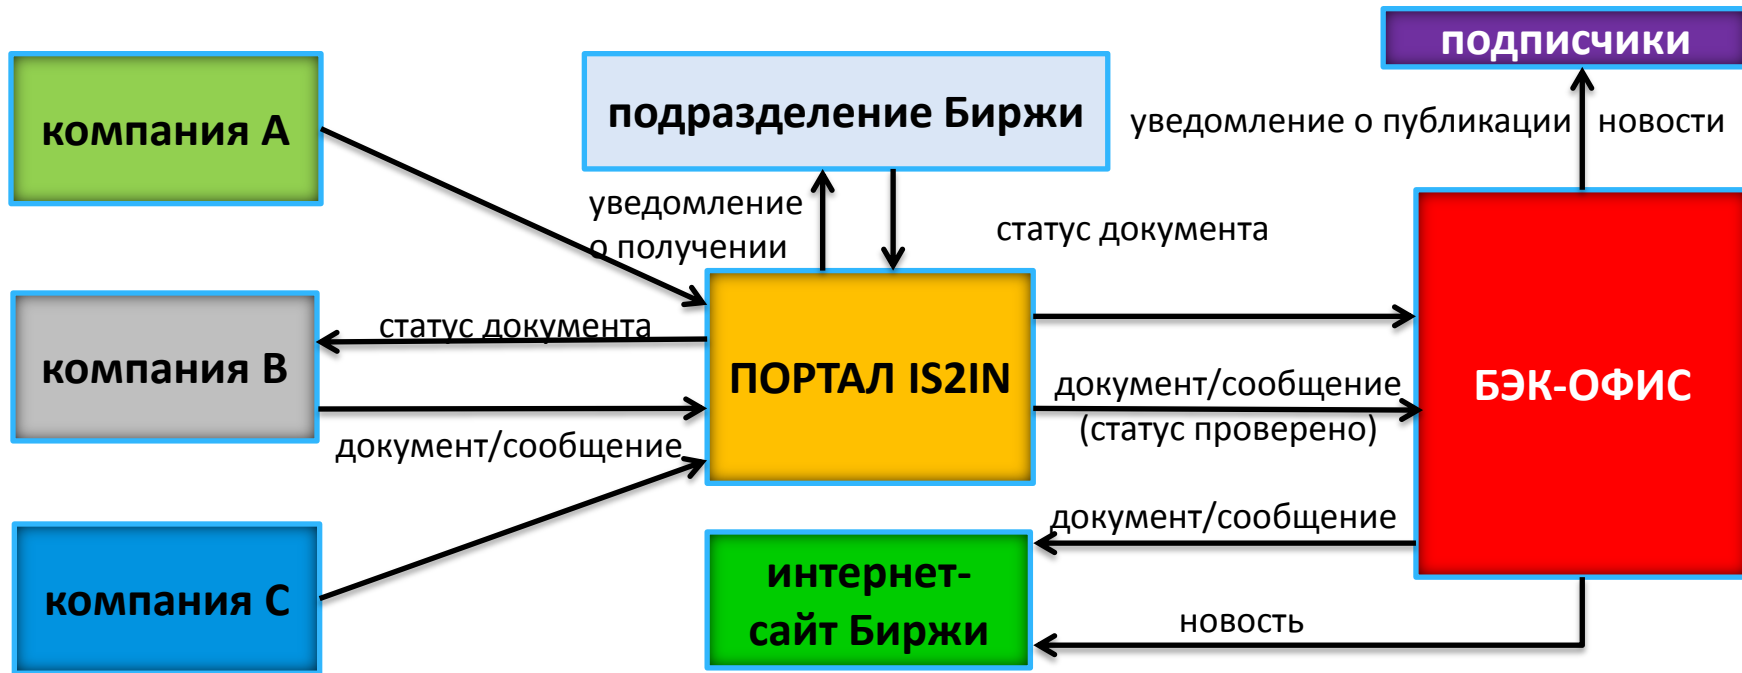 подписчики
компания А
подразделение Биржи
уведомление о публикации новости
уведомление
о получении
статус документа
статус документа
компания В
ПОРТАЛ IS2IN
документ/сообщение
(статус проверено)
БЭК-ОФИС
документ/сообщение
документ/сообщение
компания С
интернет-
сайт Биржи
новость